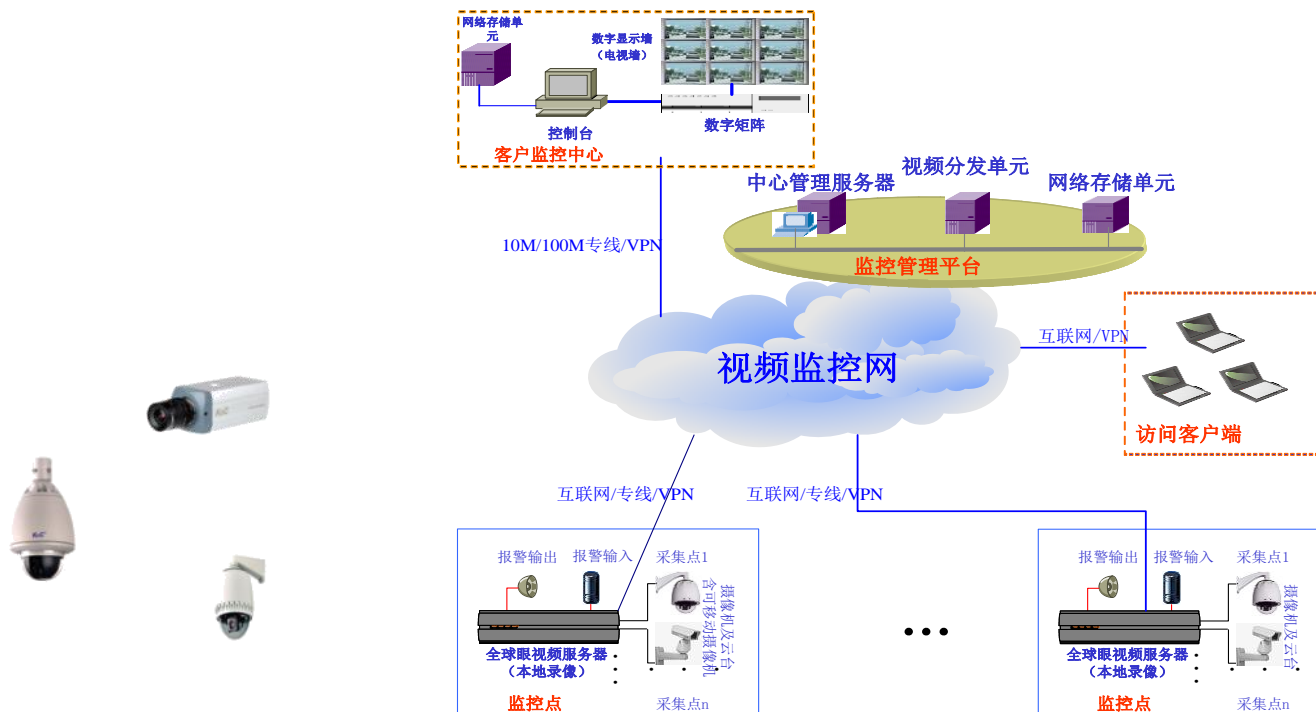 网络存储单
元
数字显示墙
(电视墙)
控制台
数字矩阵
客户监控中心
中心管理服务器
视频分发单元
网络存储单元
10M/100M专线/VPN
监控管理平台
视频监控网
互联网/VPN
访问客户端
互联网/专线/VPN
互联网/专线/VPN
报警输出
报警输入
采集点1
摄像机及云台
含可移动摄像机
全球眼视频服务器
(本地录像)
监控点
采集点n
报警输出
报警输入
采集点1
摄像机及云台
全球眼视频服务器
(本地录像)
监控点
采集点n